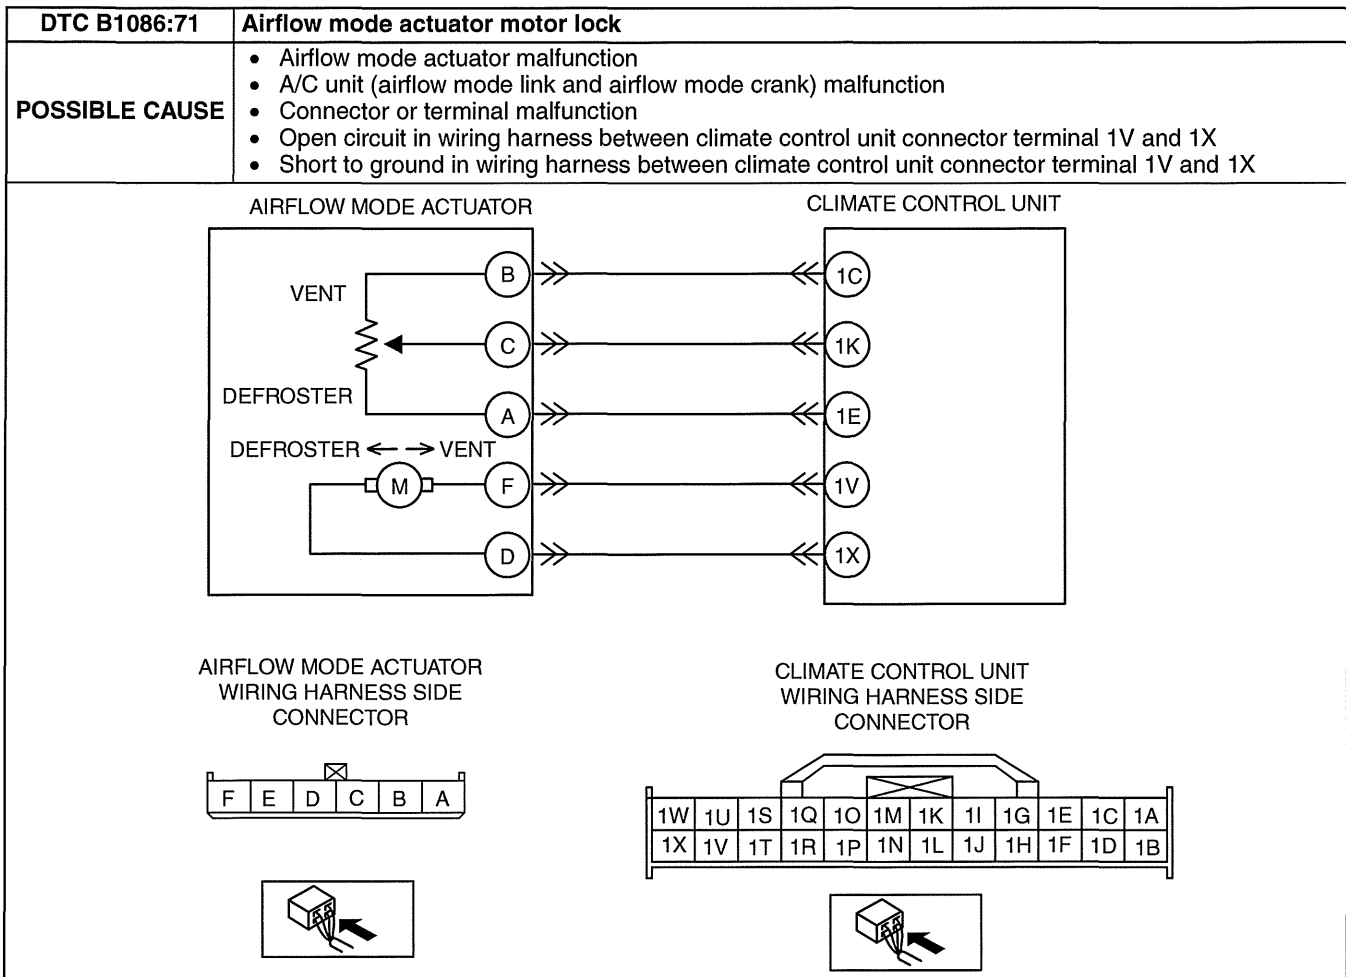 DTC B1086:71 Airflow mode actuator motor lock
POSSIBLE CAUSE
• Airflow mode actuator malfunction
• A/C unit (airflow mode link and airflow mode crank) malfunction
• Connector or terminal malfunction
• Open circuit in wiring harness between climate control unit connector terminal 1V and 1X
• Short to ground in wiring harness between climate control unit connector terminal 1V and 1X
AIRFLOW MODE ACTUATOR
CLIMATE CONTROL UNIT
B 1C
VENT
C 1K
DEFROSTER
A 1E
DEFROSTER VENT
M F 1V
D 1X
AIRFLOW MODE ACTUATOR
WIRING HARNESS SIDE
CONNECTOR
CLIMATE CONTROL UNIT
WIRING HARNESS SIDE
CONNECTOR
F E D C B A
1W 1U 1S 1Q 1O 1M 1K 1I 1G 1E 1C 1A
1X 1V 1T 1R 1P 1N 1L 1J 1H 1F 1D 1B